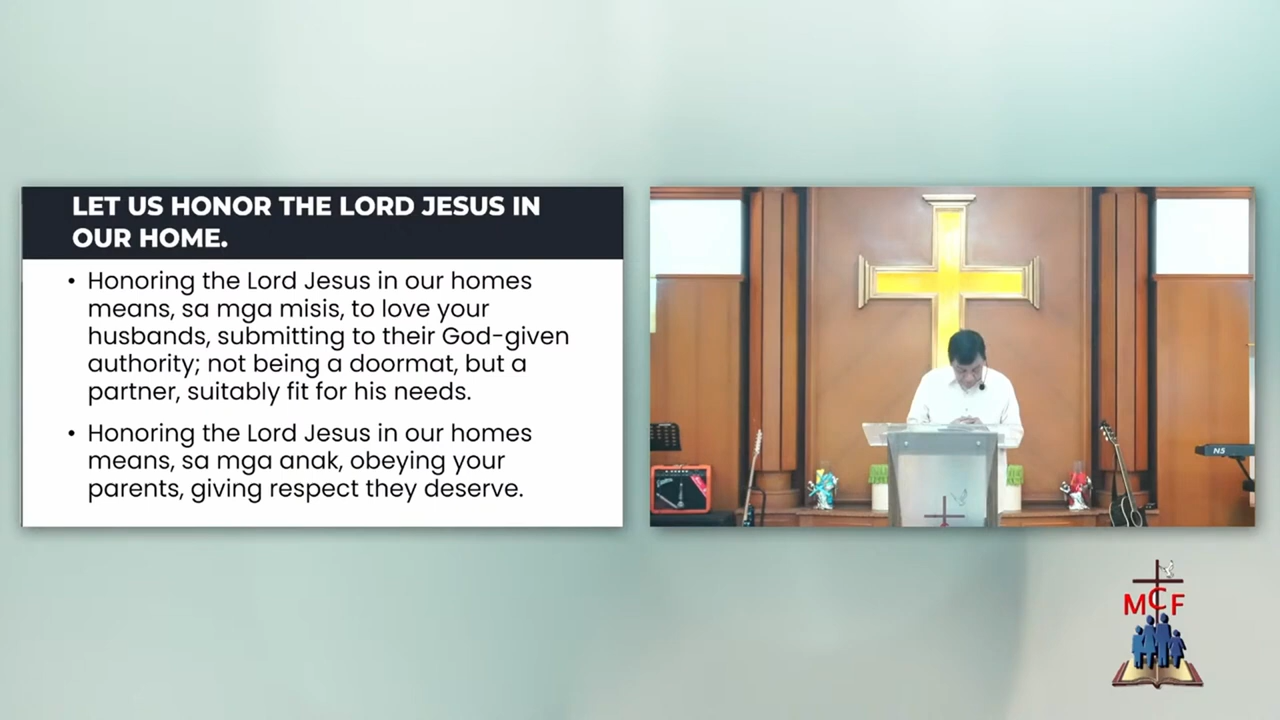 LET US HONOR THE LORD JESUS IN
OUR HOME.
• Honoring the Lord Jesus in our homes
means, sa mga misis, to love your
husbands, submitting to their God-given
authority; not being a doormat, but a
partner, suitably fit for his needs.
• Honoring the Lord Jesus in our homes
means, sa mga anak, obeying your
parents, giving respect they deserve.
N5
MCF